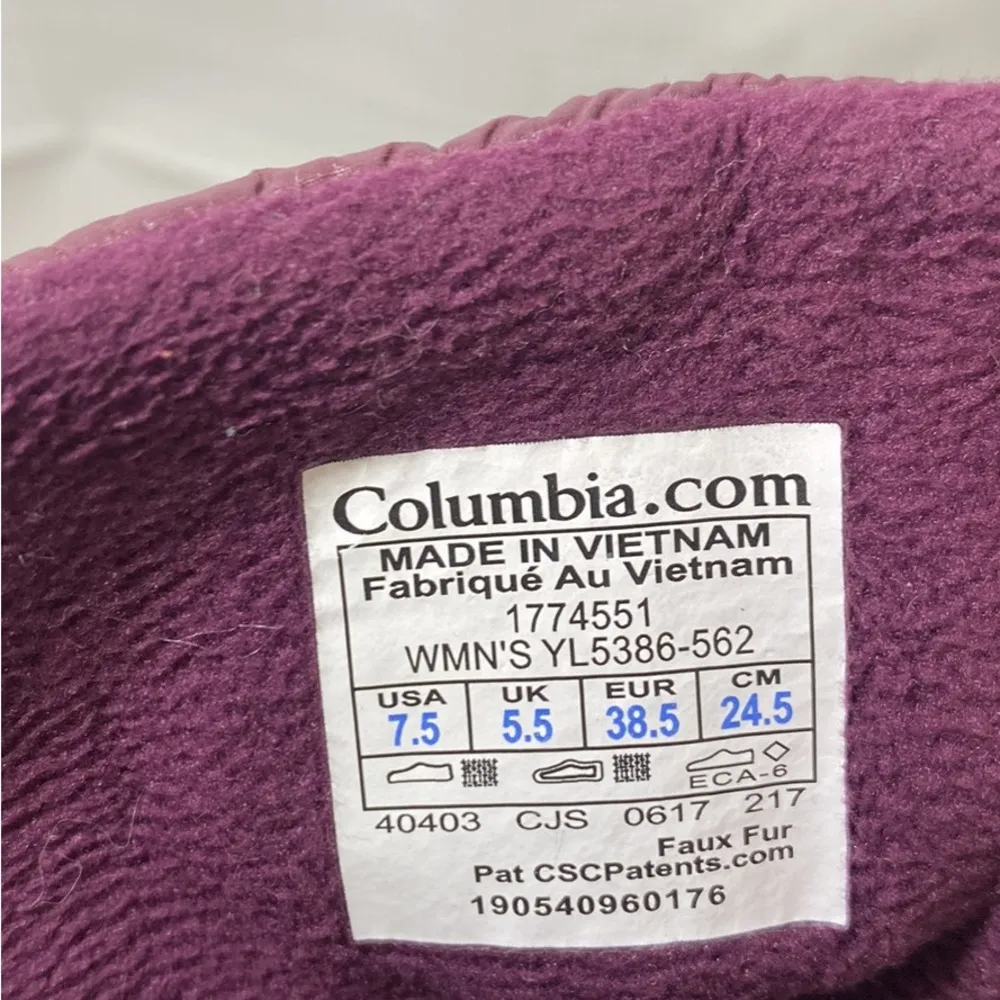 Columbia.com
MADE IN VIETNAM
Fabriqué Au Vietnam
1774551
WMN'S YL5386-562
USA UK EUR CM
7.5 5.5 38.5 24.5
ECA-6
40403 CJS 0617 217
Faux Fur
Pat CSCPatents.com
190540960176